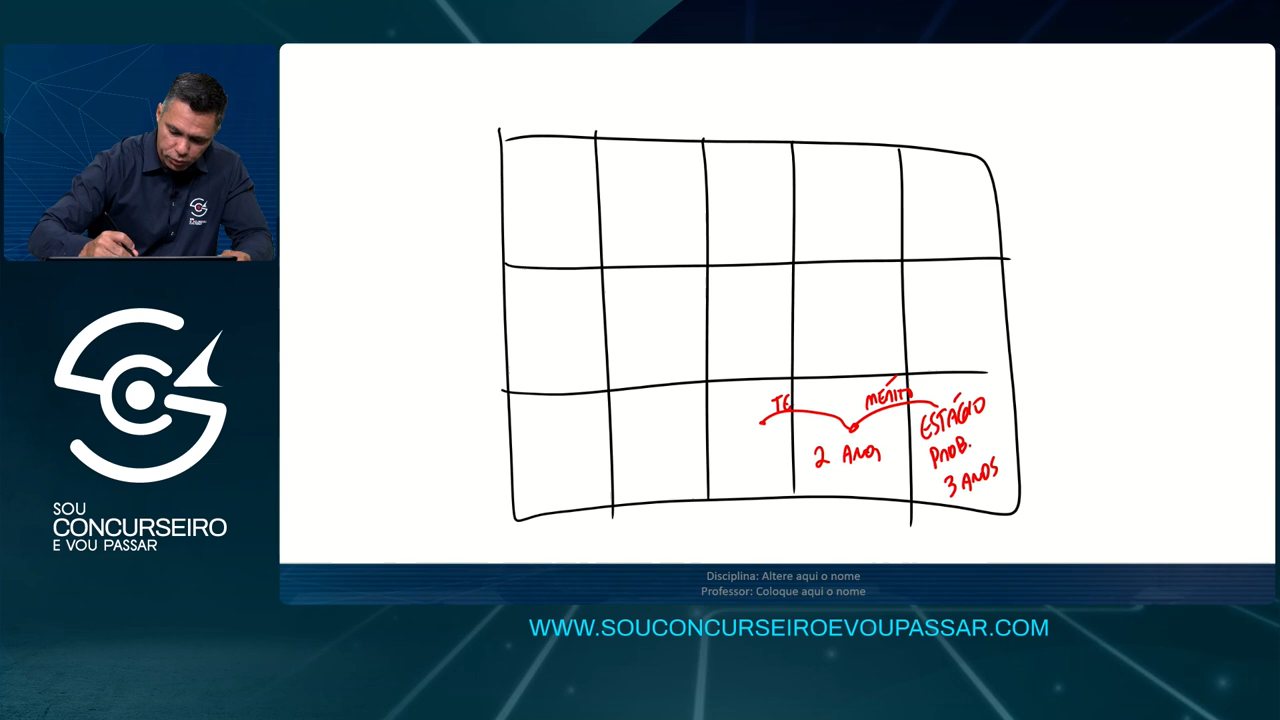 TE
MÉRITO
ESTÁGIO
PROB.
3 ANOS
2 ANOS
SOU
CONCURSEIRO
E VOU PASSAR
Disciplina: Altere aqui o nome
Professor: Coloque aqui o nome
WWW.SOUCONCURSEIROEVOUPASSAR.COM